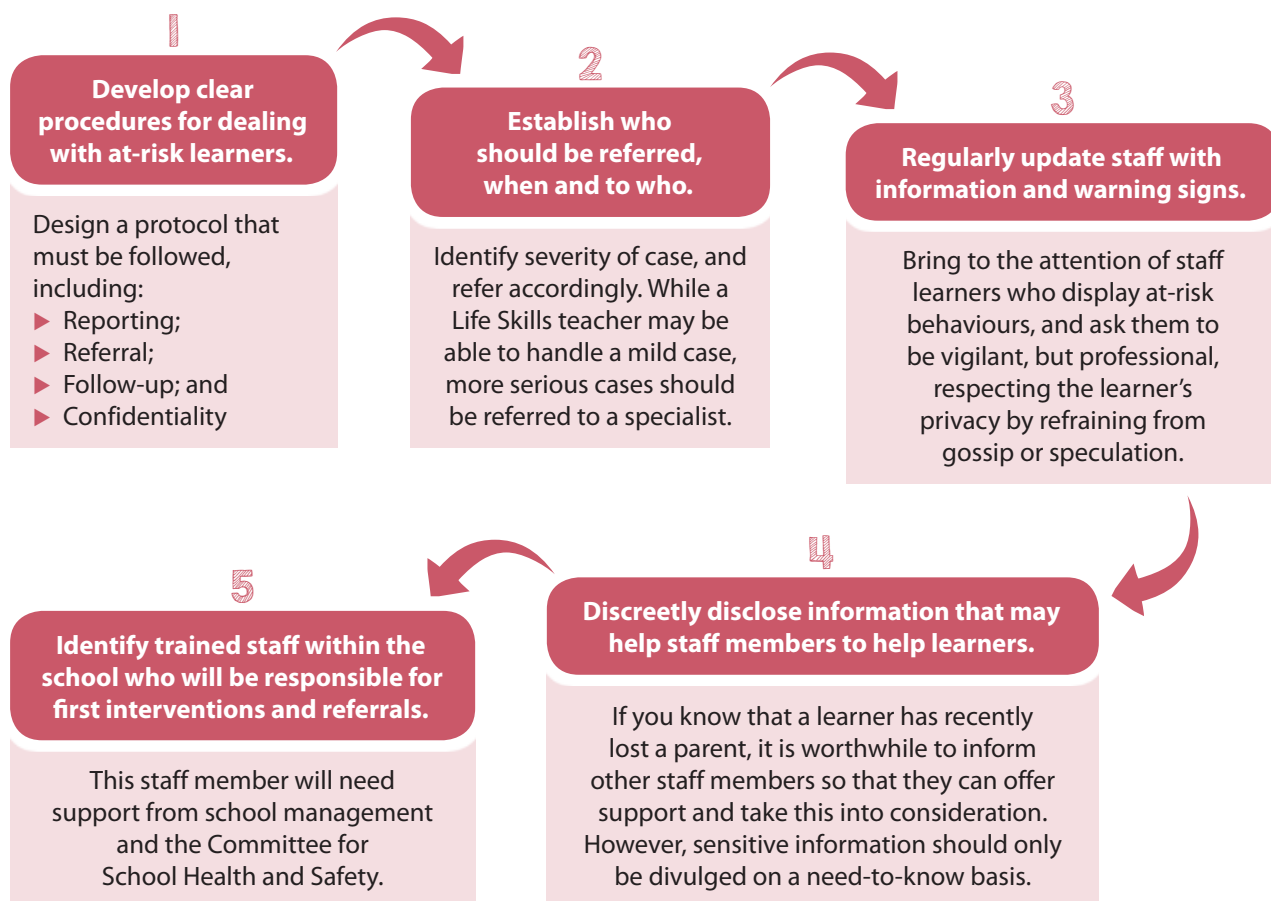 1
Develop clear
procedures for dealing
with at-risk learners.
Design a protocol that
must be followed,
including:
▶ Reporting;
▶ Referral;
▶ Follow-up; and
▶ Confidentiality
2
Establish who
should be referred,
when and to who.
Identify severity of case, and
refer accordingly. While a
Life Skills teacher may be
able to handle a mild case,
more serious cases should
be referred to a specialist.
3
Regularly update staff with
information and warning signs.
Bring to the attention of staff
learners who display at-risk
behaviours, and ask them to
be vigilant, but professional,
respecting the learner’s
privacy by refraining from
gossip or speculation.
4
Discreetly disclose information that may
help staff members to help learners.
If you know that a learner has recently
lost a parent, it is worthwhile to inform
other staff members so that they can offer
support and take this into consideration.
However, sensitive information should only
be divulged on a need-to-know basis.
5
Identify trained staff within the
school who will be responsible for
first interventions and referrals.
This staff member will need
support from school management
and the Committee for
School Health and Safety.